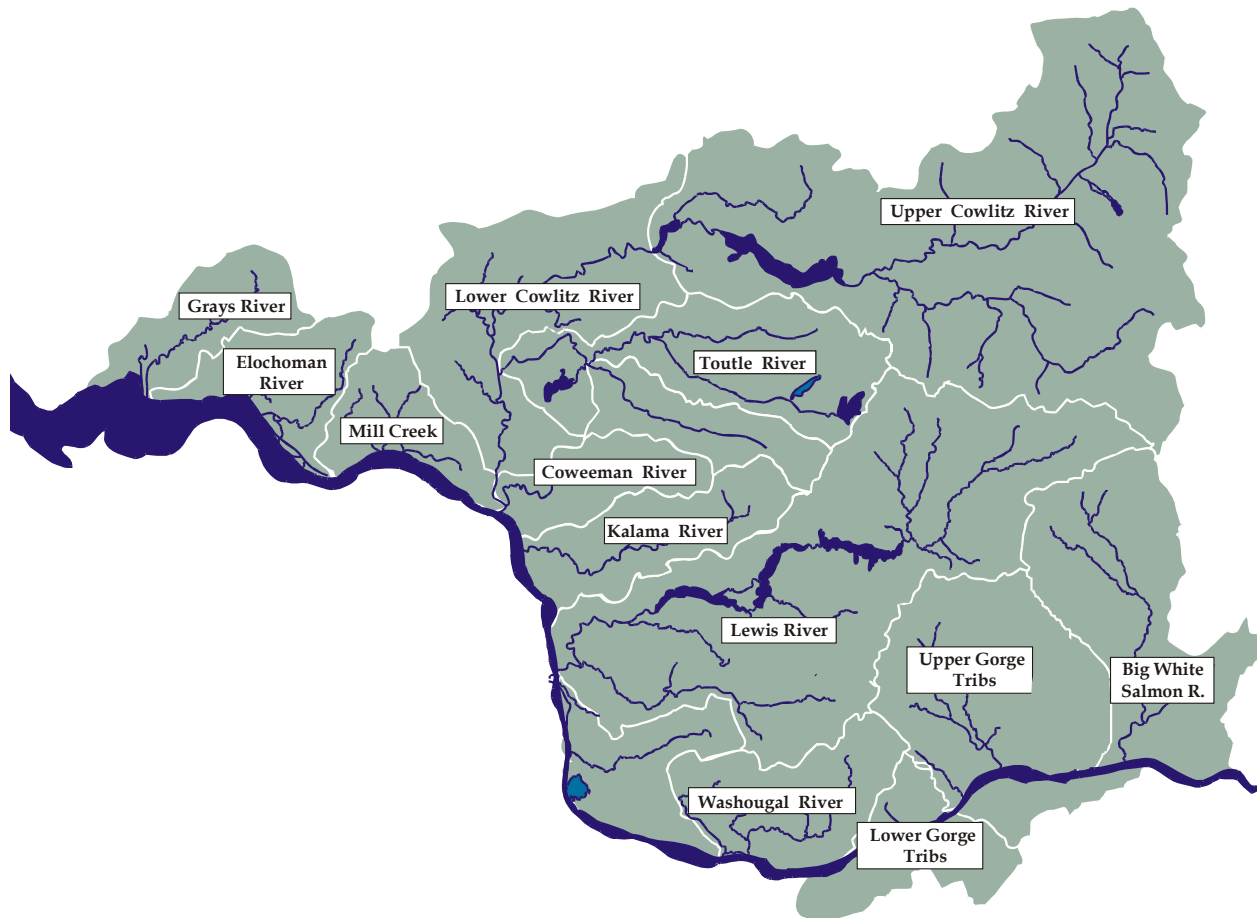 Upper Cowlitz River
Lower Cowlitz River
Grays River
Elochoman
River
Toutle River
Mill Creek
Coweeman River
Kalama River
Lewis River
Upper Gorge
Tribs
Big White
Salmon R.
Washougal River
Lower Gorge
Tribs